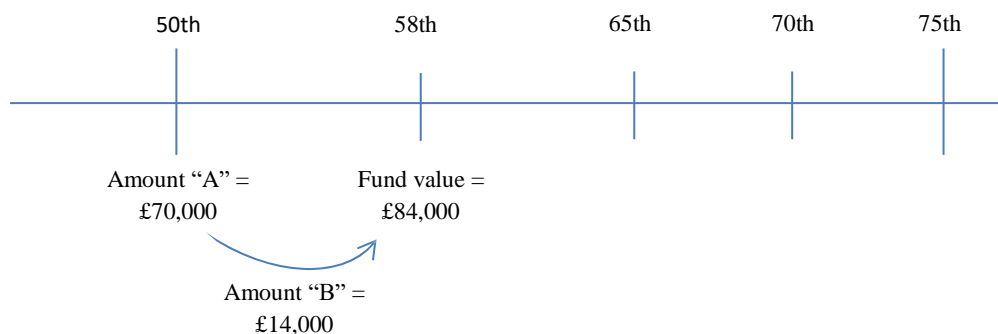 50th 58th 65th 70th 75th
Amount “A” =
£70,000
Fund value =
£84,000
Amount “B” =
£14,000